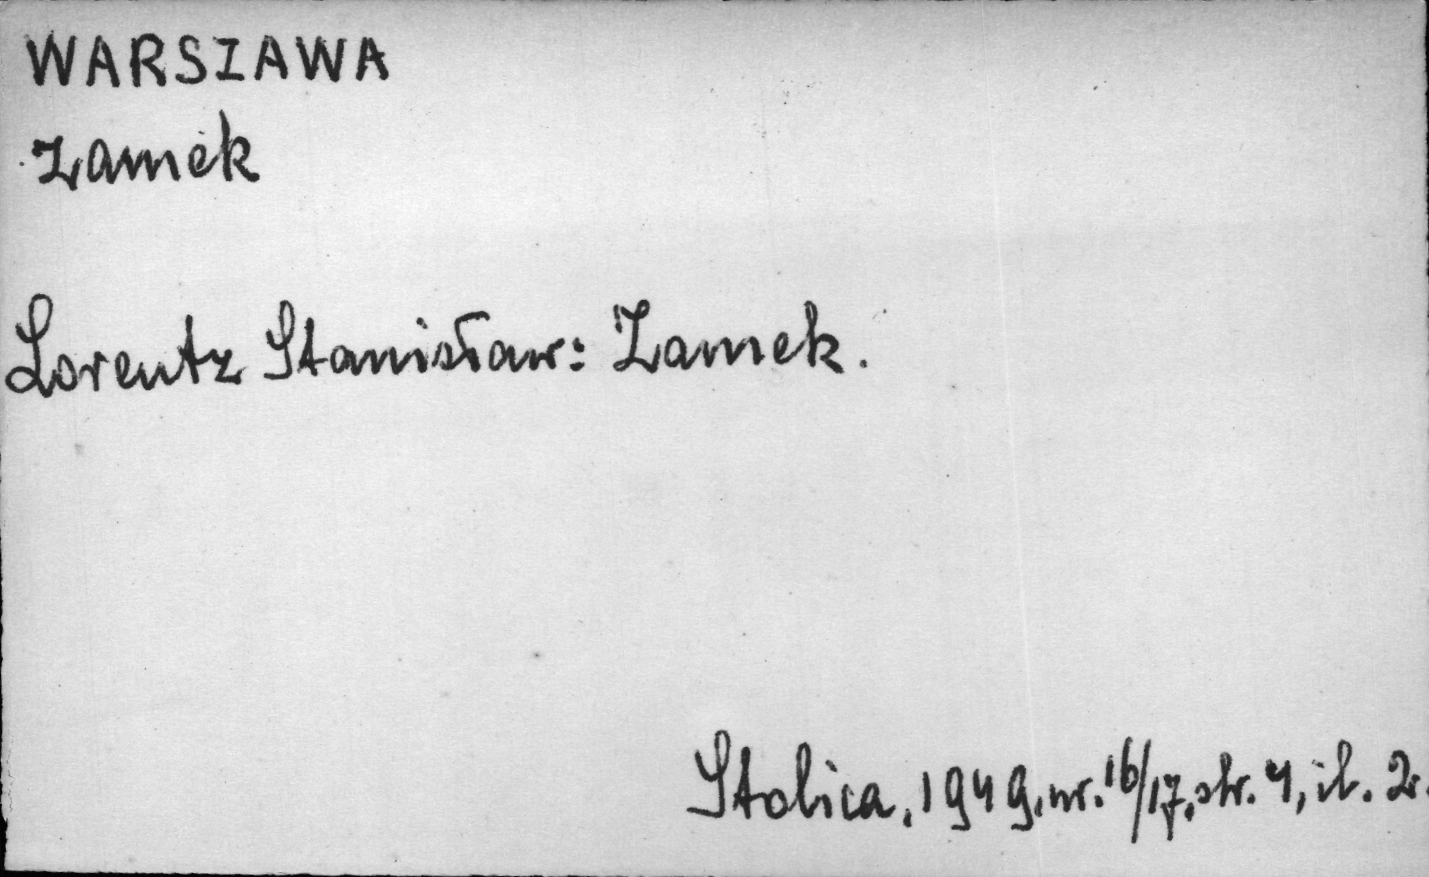 WARSZAWA
Zamek
Lorentz Stanisław: Zamek.
Stolica, 1949, nr. 16/17, str. 4, il. 2.